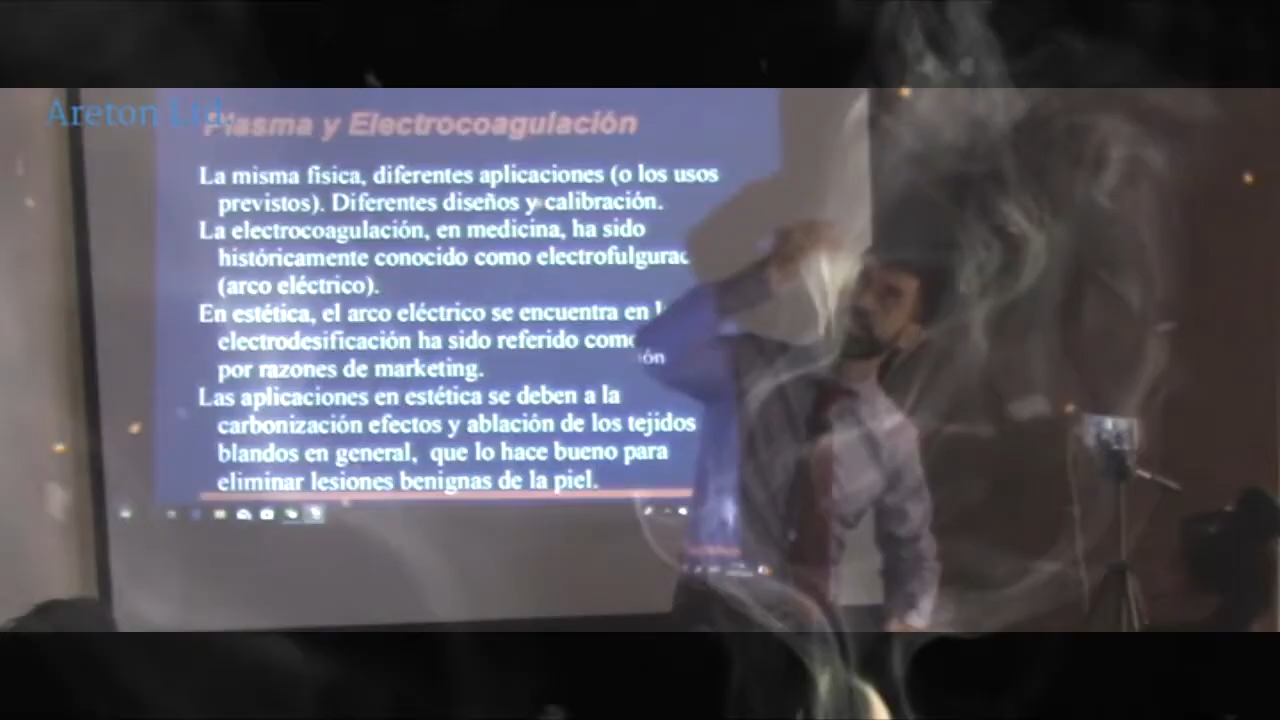 Areton Ltd.
Plasma y Electrocoagulación
La misma fisica, diferentes aplicaciones (o los usos
previstos). Diferentes diseños y calibración.
La electrocoagulación, en medicina, ha sido
históricamente conocido como
(arco eléctrico).
En estética, el arco eléctrico se encuentra en
electrodesificación ha sido referido como
por razones de marketing.
Las aplicaciones en estética se deben a la
carbonización efectos y ablación de los tejidos
blandos en general, que lo hace bueno para
eliminar lesiones benignas de la piel.